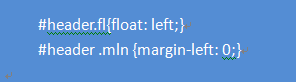 #header.fl{float: left;}
#header .mln {margin-left: 0;}